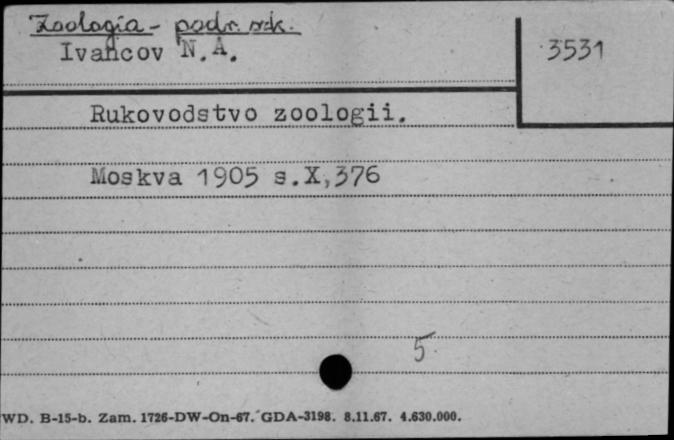 Zoologia - podr. szk.
Ivancov N.A.
3531
Rukovodstvo zoologii.
Moskva 1905 s.X,376
5.
WD. B-15-b. Zam. 1726-DW-On-67. GDA-3198. 8.11.67. 4.630.000.